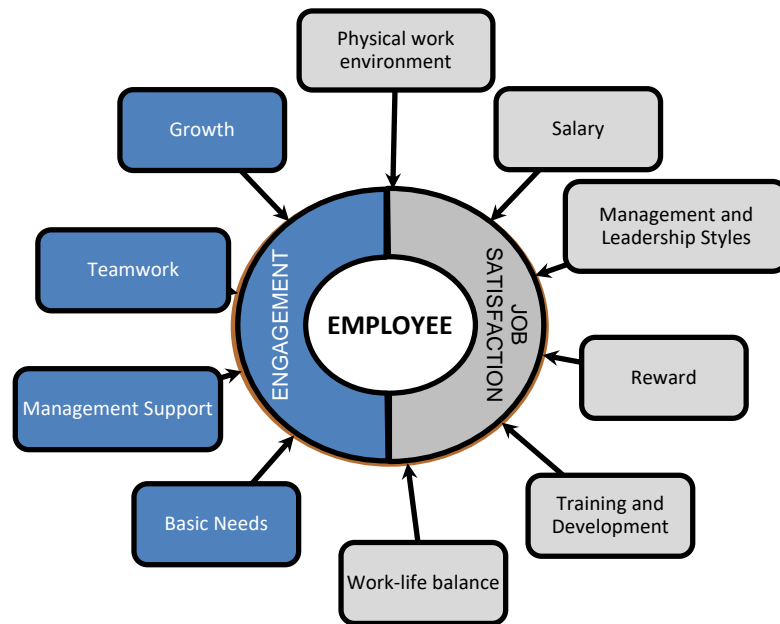 Physical work
environment
Growth
Salary
Management and
Leadership Styles
Teamwork
ENGAGEMENT
EMPLOYEE
JOB
SATISFACTION
Management Support
Reward
Basic Needs
Training and
Development
Work-life balance